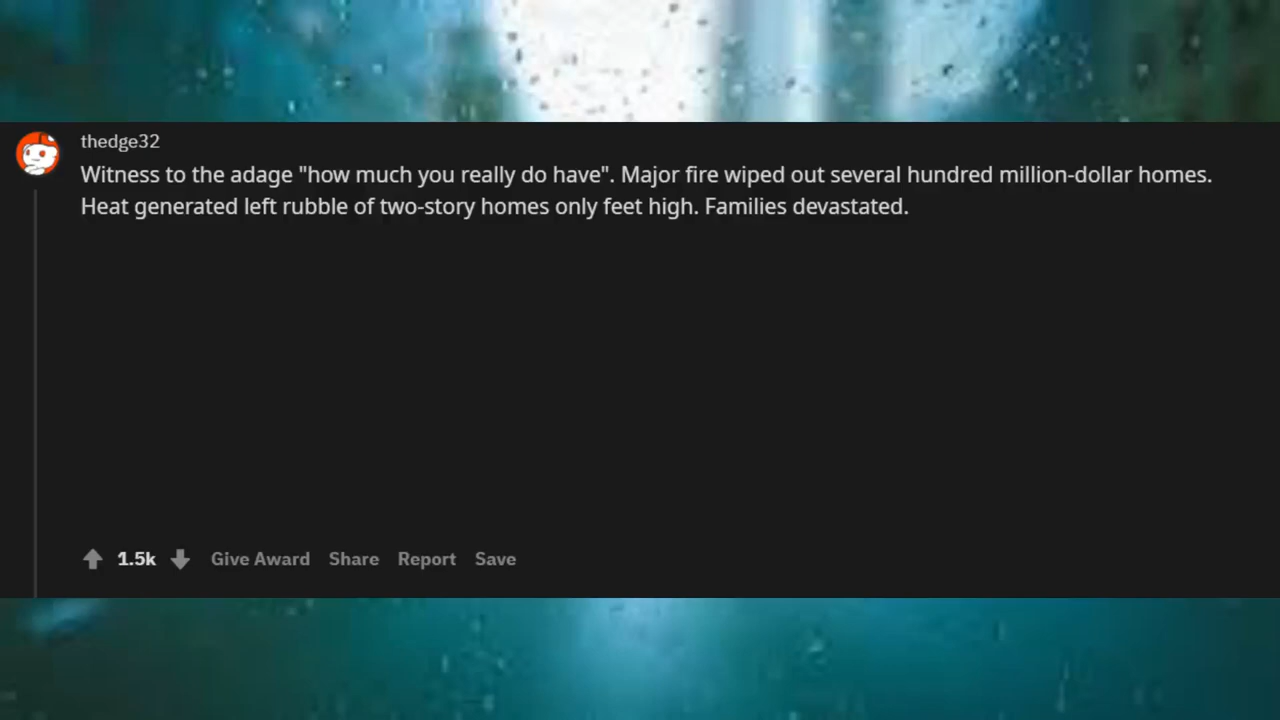 thedge32
Witness to the adage "how much you really do have". Major fire wiped out several hundred million-dollar homes.
Heat generated left rubble of two-story homes only feet high. Families devastated.
1.5k Give Award Share Report Save